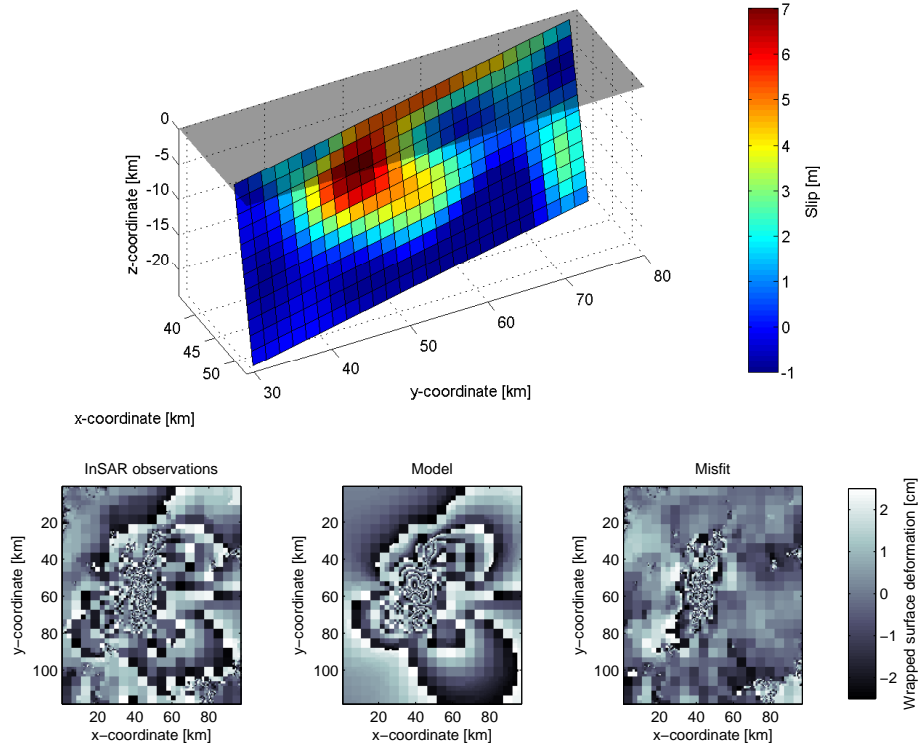 0
-5
-10
-15
-20
z-coordinate [km]
40
45
50
x-coordinate [km]
30
40
50
60
70
80
y-coordinate [km]
7
6
5
4
3
2
1
0
-1
Slip [m]
InSAR observations
20
40
60
80
100
y-coordinate [km]
20 40 60 80
x-coordinate [km]
Model
20
40
60
80
100
y-coordinate [km]
20 40 60 80
x-coordinate [km]
Misfit
20
40
60
80
100
y-coordinate [km]
20 40 60 80
x-coordinate [km]
2
1
0
-1
-2
Wrapped surface deformation [cm]